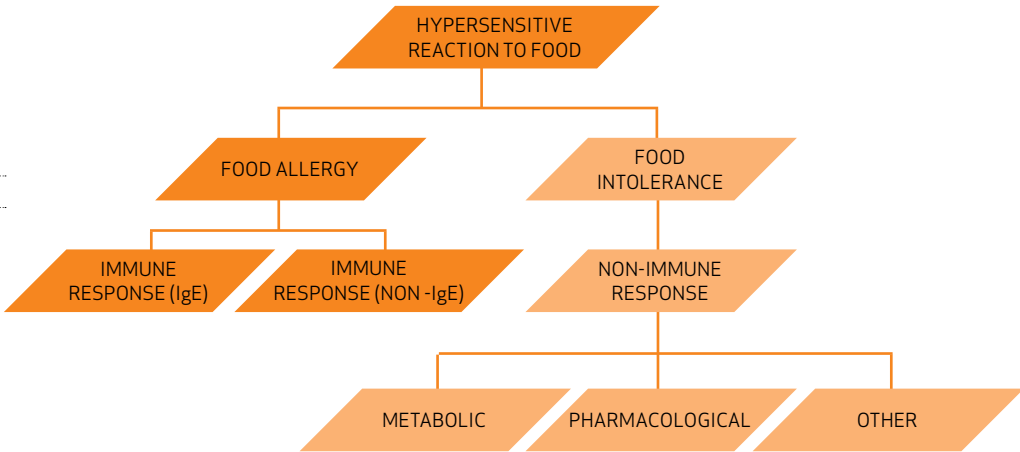 HYPERSENSITIVE
REACTION TO FOOD
FOOD ALLERGY
FOOD
INTOLERANCE
IMMUNE
RESPONSE (IgE)
IMMUNE
RESPONSE (NON -IgE)
NON-IMMUNE
RESPONSE
METABOLIC
PHARMACOLOGICAL
OTHER